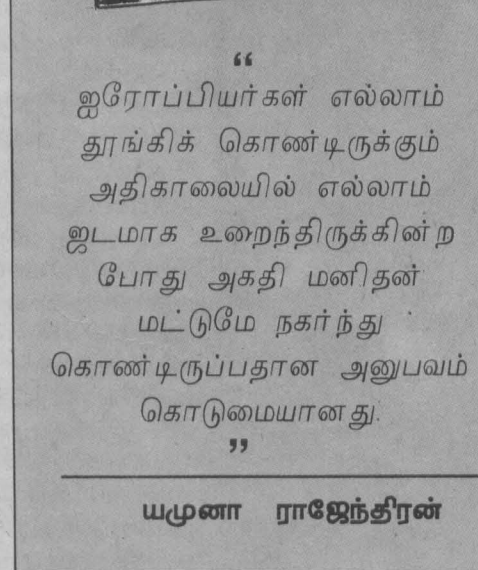 “
ஐரோப்பியர்கள் எல்லாம்
தூங்கிக் கொண்டிருக்கும்
அதிகாலையில் எல்லாம்
ஜடமாக உறைந்திருக்கின்ற
போது அகதி மனிதன்
மட்டுமே நகர்ந்து
கொண்டிருப்பதான அனுபவம்
கொடுமையானது.
”
யமுனா ராஜேந்திரன்